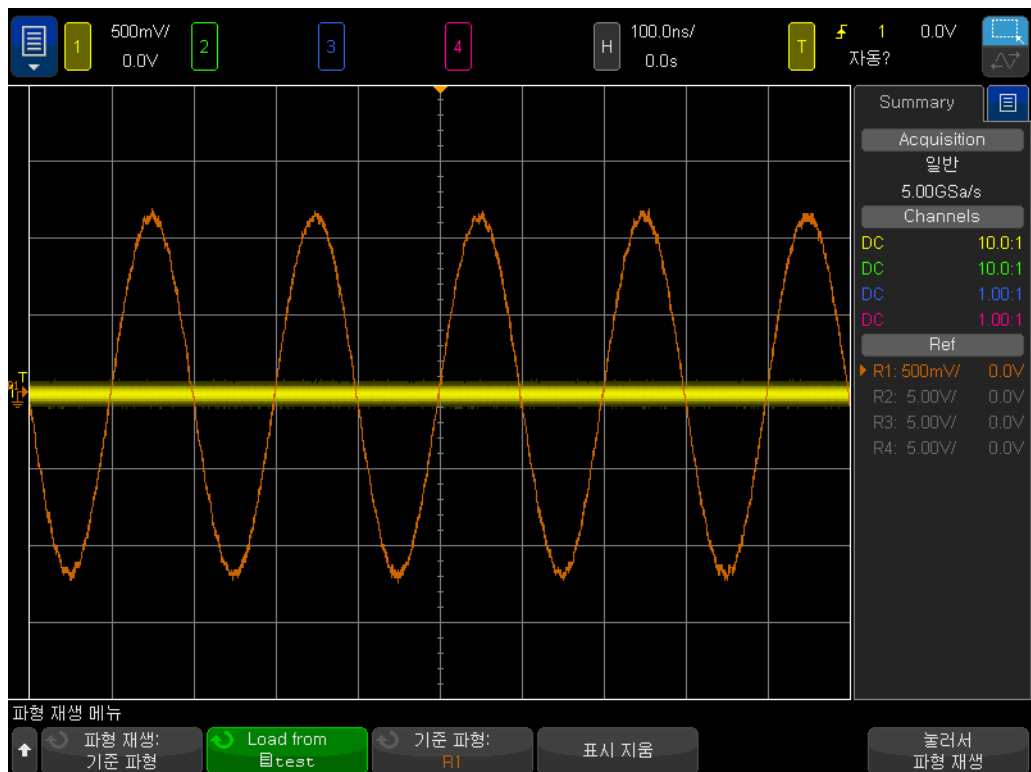 1 500mV/ 2 3 4 H 100.0ns/ T 1 0.0V
0.0V 0.0s 자동?
Summary
Acquisition
일반
5.00GSa/s
Channels
DC 10.0:1
DC 10.0:1
DC 1.00:1
DC 1.00:1
Ref
R1: 500mV/ 0.0V
R2: 5.00V/ 0.0V
R3: 5.00V/ 0.0V
R4: 5.00V/ 0.0V
T
파형 재생 메뉴
파형 재생:
기준 파형
Load from
test
기준 파형:
R1
표시 지움
눌러서
파형 재생